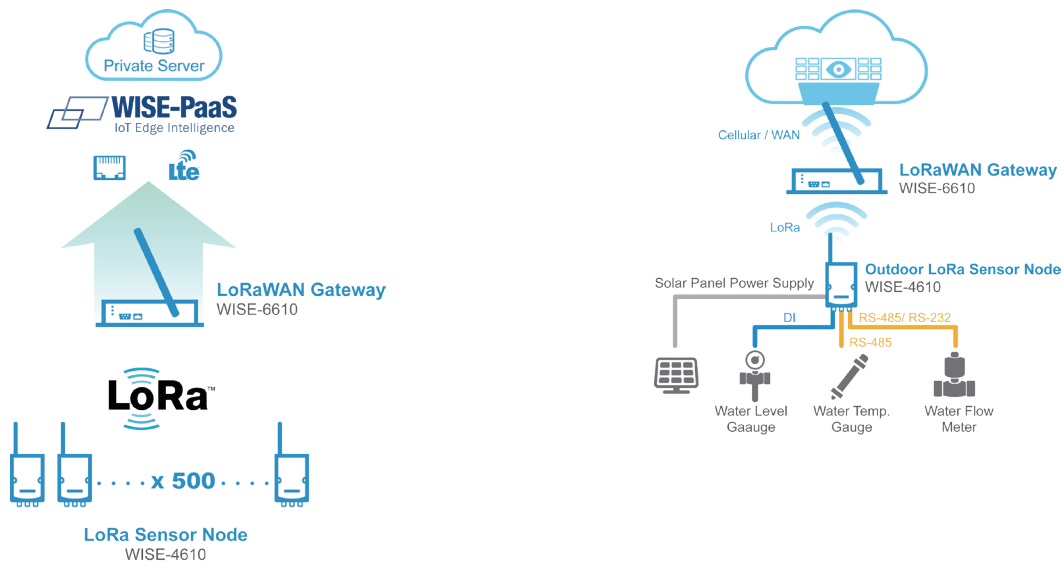 Private Server
WISE-PaaS
IoT Edge Intelligence
Lte
LoRaWAN Gateway
WISE-6610
LoRa™
x 500
LoRa Sensor Node
WISE-4610
Cellular / WAN
LoRaWAN Gateway
WISE-6610
LoRa
Outdoor LoRa Sensor Node
WISE-4610
Solar Panel Power Supply
DI
RS-485/ RS-232
RS-485
Water Level
Gaauge
Water Temp.
Gauge
Water Flow
Meter